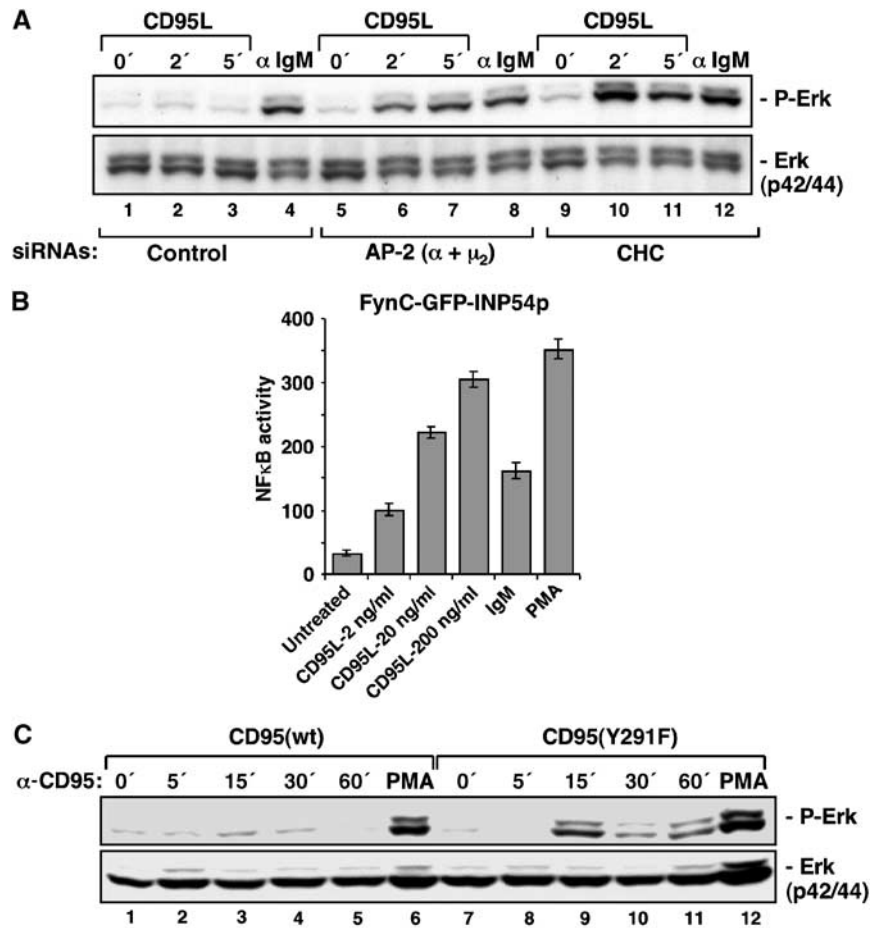 A
CD95L CD95L CD95L
0´ 2´ 5´ α IgM 0´ 2´ 5´ α IgM 0´ 2´ 5´ α IgM
- P-Erk
- Erk
(p42/44)
1 2 3 4 5 6 7 8 9 10 11 12
siRNAs: Control AP-2 (α + μ₂) CHC
B
FynC-GFP-INP54p
400
300
200
100
0
NFκB activity
Untreated
CD95L-2 ng/ml
CD95L-20 ng/ml
CD95L-200 ng/ml
IgM
PMA
C
CD95(wt) CD95(Y291F)
α-CD95: 0´ 5´ 15´ 30´ 60´ PMA 0´ 5´ 15´ 30´ 60´ PMA
- P-Erk
- Erk
(p42/44)
1 2 3 4 5 6 7 8 9 10 11 12